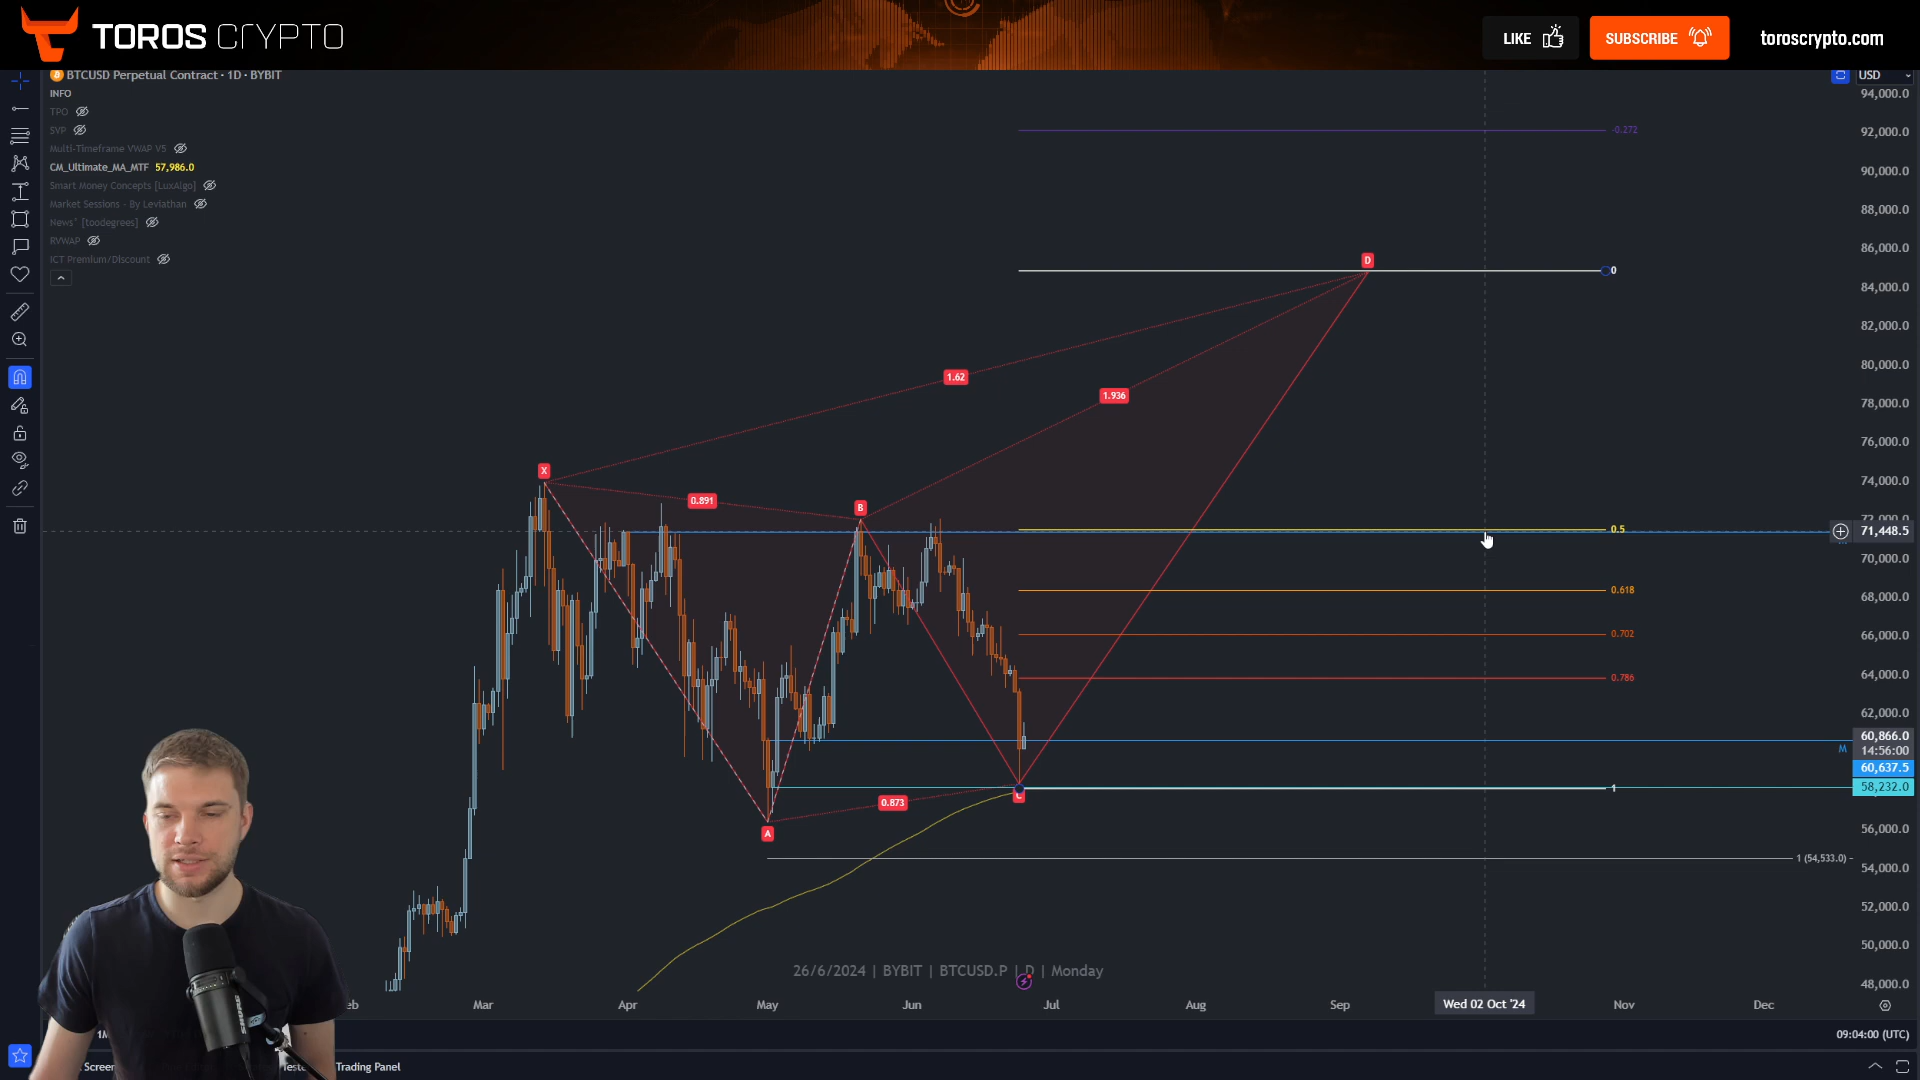 TOROS CrYPTO
LIKE
SUBSCRIBE
toroscrypto.com
BTCUSD Perpetual Contract · 1D · BYBIT
USD
INFO
TPO
SVP
Multi-Timeframe VWAP V5
CM_Ultimate_MA_MTF 57,986.0
Smart Money Concepts [LuxAlgo]
Market Sessions - By Leviathan
News* [toodegrees]
RVWAP
ICT Premium/Discount
94,000.0
92,000.0
90,000.0
88,000.0
86,000.0
84,000.0
82,000.0
80,000.0
78,000.0
76,000.0
74,000.0
72,000.0
71,448.5
70,000.0
68,000.0
66,000.0
64,000.0
62,000.0
60,866.0
14:56:00
M
60,637.5
58,232.0
56,000.0
54,000.0
52,000.0
50,000.0
48,000.0
-0.272
D
0
1.62
1.936
X
0.891
B
0.5
0.618
0.702
0.786
0.873
C
1
A
1 (54,533.0)
26/6/2024 | BYBIT | BTCUSD.P | D | Monday
eb
Mar
Apr
May
Jun
Jul
Aug
Sep
Wed 02 Oct '24
Nov
Dec
1M
09:04:00 (UTC)
Screen
Teste
Trading Panel